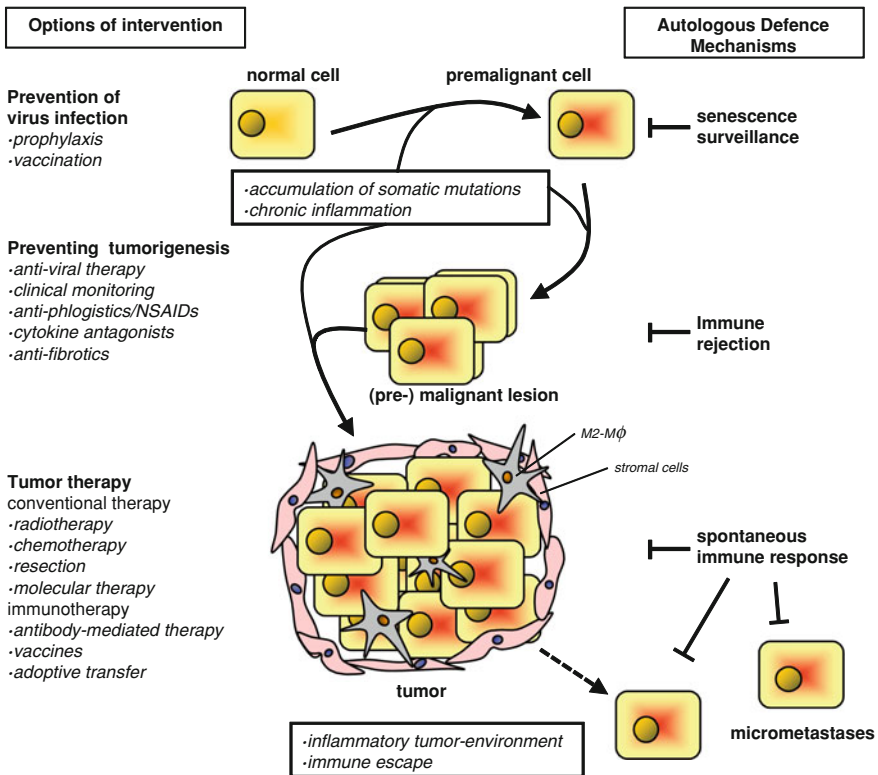 Options of intervention
Autologous Defence
Mechanisms
normal cell
premalignant cell
Prevention of
virus infection
·prophylaxis
·vaccination
senescence
surveillance
·accumulation of somatic mutations
·chronic inflammation
Preventing tumorigenesis
·anti-viral therapy
·clinical monitoring
·anti-phlogistics/NSAIDs
·cytokine antagonists
·anti-fibrotics
Immune
rejection
(pre-) malignant lesion
M2-Mϕ
stromal cells
Tumor therapy
conventional therapy
·radiotherapy
·chemotherapy
·resection
·molecular therapy
immunotherapy
·antibody-mediated therapy
·vaccines
·adoptive transfer
spontaneous
immune response
tumor
micrometastases
·inflammatory tumor-environment
·immune escape